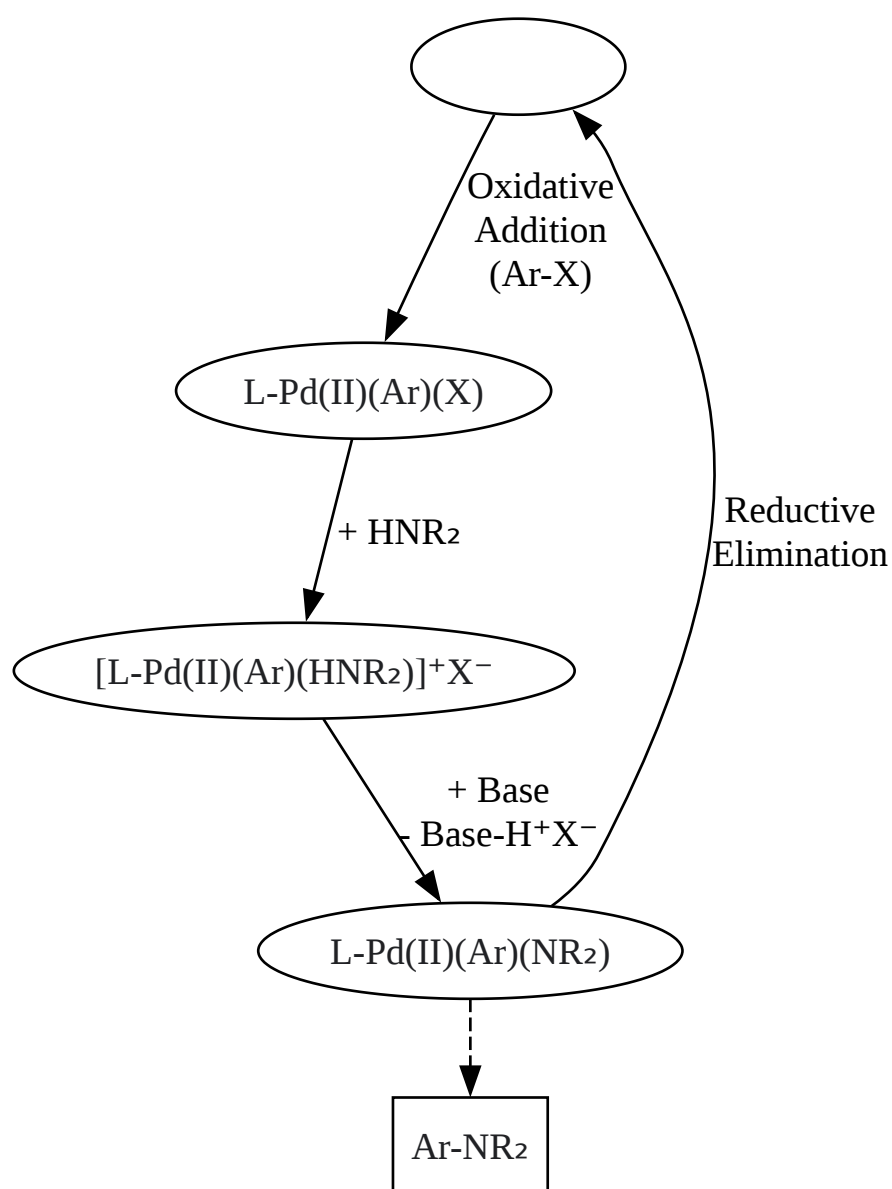 Oxidative
Addition
(Ar-X)
L-Pd(II)(Ar)(X)
+ HNR₂
Reductive
Elimination
[L-Pd(II)(Ar)(HNR₂)]⁺X⁻
+ Base
- Base-H⁺X⁻
L-Pd(II)(Ar)(NR₂)
Ar-NR₂